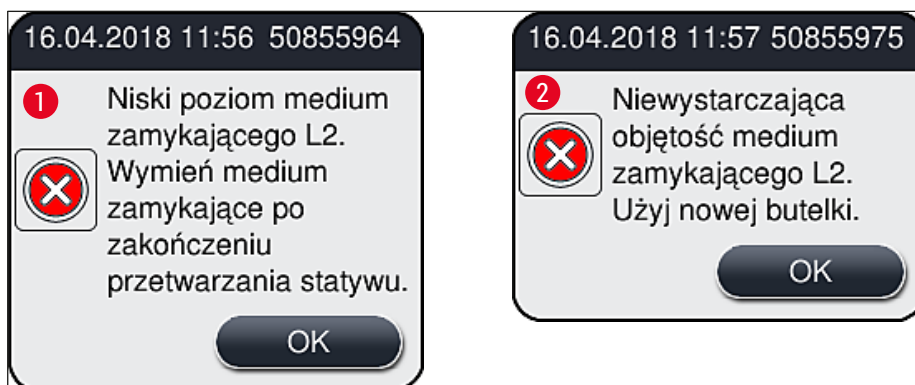 16.04.2018 11:56 50855964
1
Niski poziom medium
zamykającego L2.
Wymień medium
zamykające po
zakończeniu
przetwarzania statywu.
OK
16.04.2018 11:57 50855975
2
Niewystarczająca
objętość medium
zamykającego L2.
Użyj nowej butelki.
OK